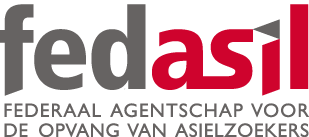 fedasil
FEDERAAL AGENTSCHAP VOOR
DE OPVANG VAN ASIELZOEKERS